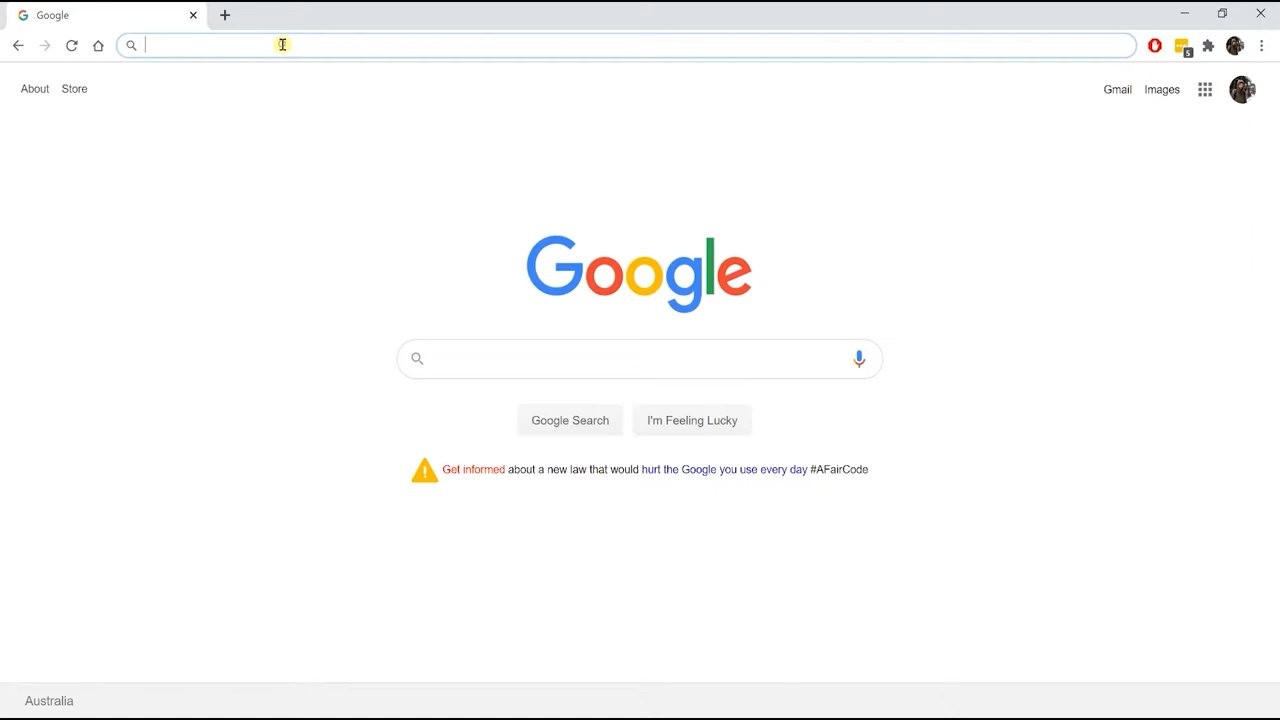 Google
5
About Store
Gmail Images
Google
Google Search I'm Feeling Lucky
Get informed about a new law that would hurt the Google you use every day #AFairCode
Australia